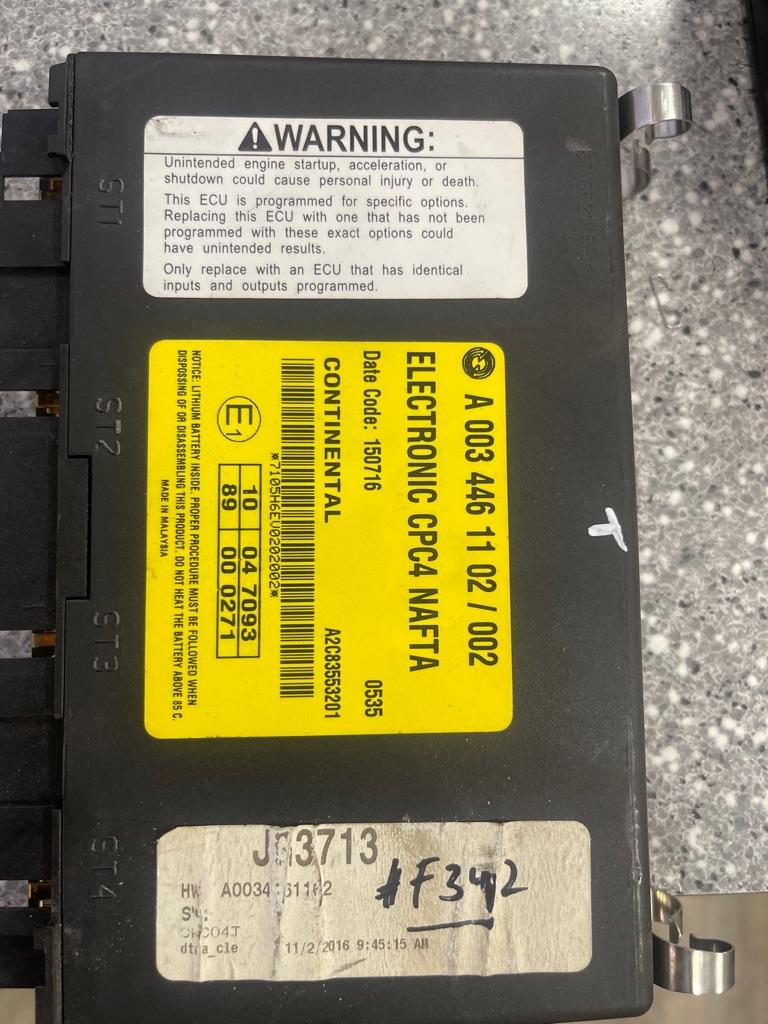 WARNING:
Unintended engine startup, acceleration, or
shutdown could cause personal injury or death.
This ECU is programmed for specific options.
Replacing this ECU with one that has not been
programmed with these exact options could
have unintended results.
Only replace with an ECU that has identical
inputs and outputs programmed.
ST1
ST2
ST3
ST4
A 003 446 11 02 / 002
ELECTRONIC CPC4 NAFTA
Date Code: 150716 0535
CONTINENTAL A2C83553201
*7105H6EV0202002*
E1
10 04 7093
89 00 0271
NOTICE: LITHIUM BATTERY INSIDE. PROPER PROCEDURE MUST BE FOLLOWED WHEN
DISPOSSING OF OR DISASSEMBLING THIS PRODUCT. DO NOT HEAT THE BATTERY ABOVE 85 C.
MADE IN MALAYSIA
T
3713
#F342
11/2/2016 9:45:15 AM